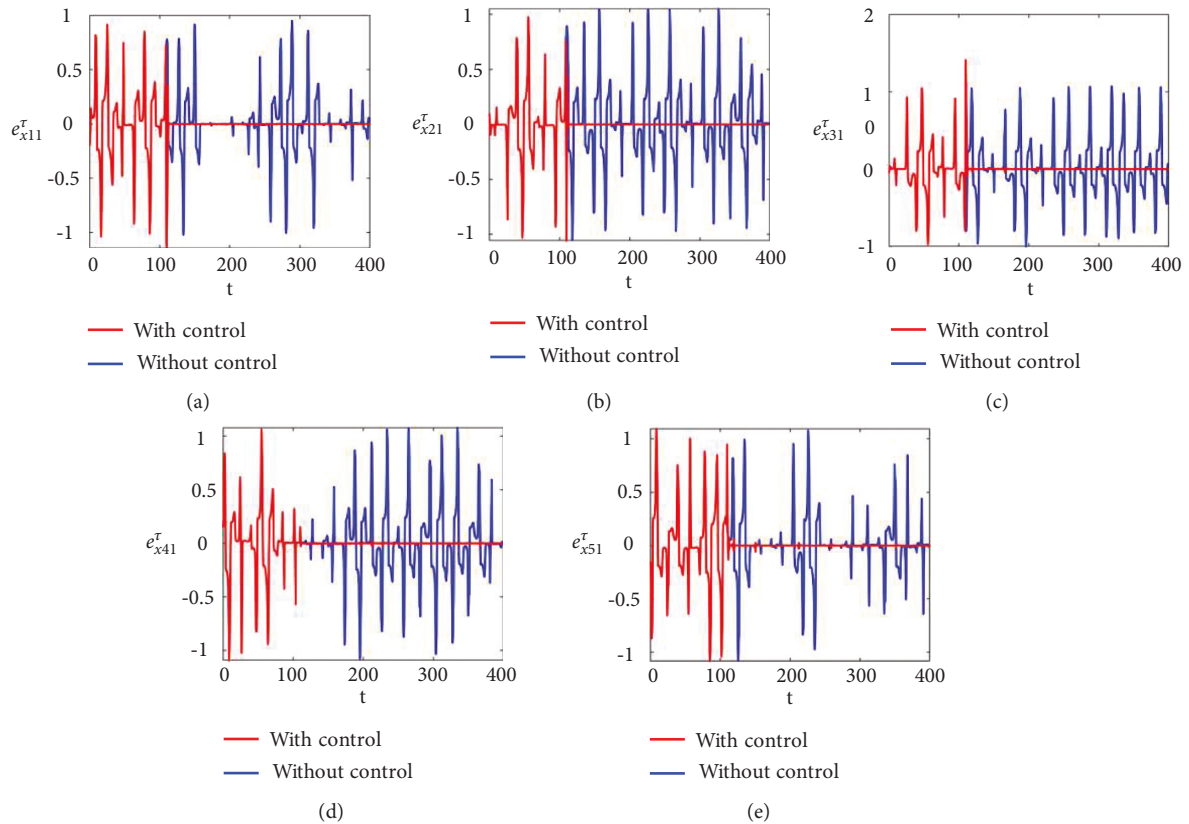 1
0.5
0
-0.5
-1
e^τ_x11
0 100 200 300 400
t
With control
Without control
(a)
1
0.5
0
-0.5
-1
e^τ_x21
0 100 200 300 400
t
With control
Without control
(b)
2
1
0
0
-1
e^τ_x31
0 100 200 300 400
t
With control
Without control
(c)
1
0.5
0
-0.5
-1
e^τ_x41
0 100 200 300 400
t
With control
Without control
(d)
1
0.5
0
-0.5
-1
e^τ_x51
0 100 200 300 400
t
With control
Without control
(e)